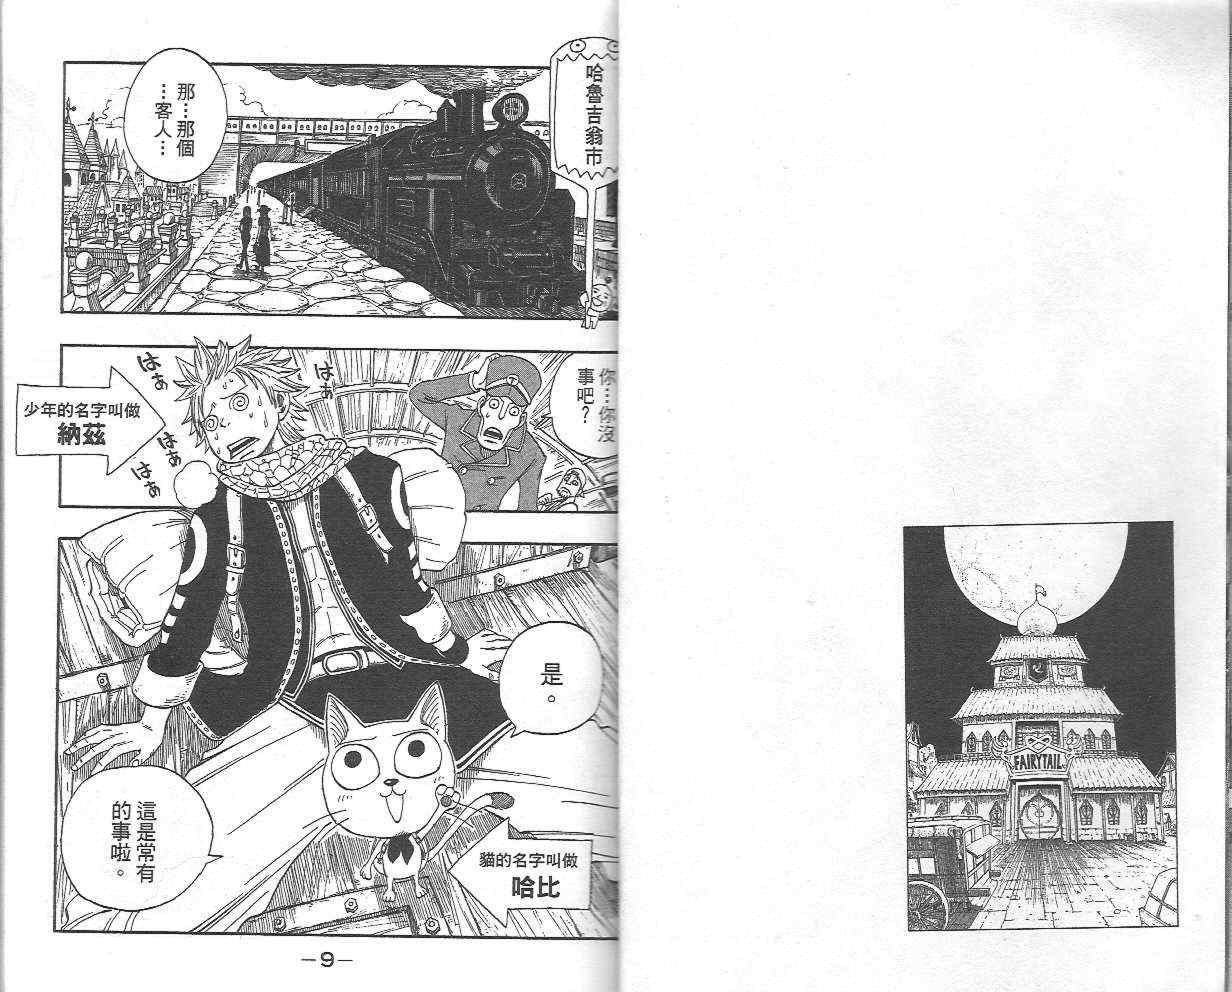 FAIRYTAIL
哈魯吉翁市
那…那個
…客人…
你…你沒
事吧？
はぁ
はぁ
はぁ
はぁ
少年的名字叫做
納茲
是。
這是常有
的事啦。
貓的名字叫做
哈比
—9—